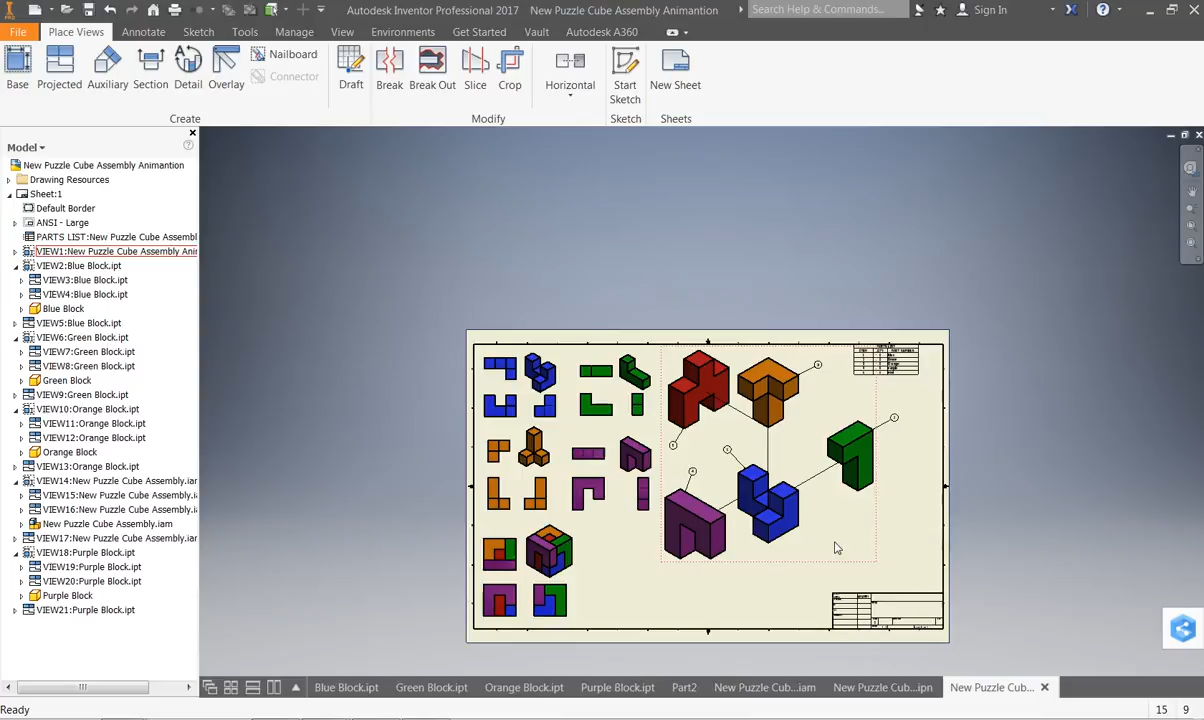 Autodesk Inventor Professional 2017 New Puzzle Cube Assembly Animantion
Search Help & Commands...
Sign In
File
Place Views
Annotate
Sketch
Tools
Manage
View
Environments
Get Started
Vault
Autodesk A360
PRO
Base
Projected
Auxiliary
Section
Detail
Overlay
Nailboard
Connector
Draft
Break
Break Out
Slice
Crop
Horizontal
Start
Sketch
New Sheet
Create
Modify
Sketch
Sheets
Model
New Puzzle Cube Assembly Animantion
Drawing Resources
Sheet:1
Default Border
ANSI - Large
PARTS LIST:New Puzzle Cube Assembl
VIEW1:New Puzzle Cube Assembly Ani
VIEW2:Blue Block.ipt
VIEW3:Blue Block.ipt
VIEW4:Blue Block.ipt
Blue Block
VIEW5:Blue Block.ipt
VIEW6:Green Block.ipt
VIEW7:Green Block.ipt
VIEW8:Green Block.ipt
Green Block
VIEW9:Green Block.ipt
VIEW10:Orange Block.ipt
VIEW11:Orange Block.ipt
VIEW12:Orange Block.ipt
Orange Block
VIEW13:Orange Block.ipt
VIEW14:New Puzzle Cube Assembly.iar
VIEW15:New Puzzle Cube Assembly.i
VIEW16:New Puzzle Cube Assembly.i
New Puzzle Cube Assembly.iam
VIEW17:New Puzzle Cube Assembly.iar
VIEW18:Purple Block.ipt
VIEW19:Purple Block.ipt
VIEW20:Purple Block.ipt
Purple Block
VIEW21:Purple Block.ipt
Blue Block.ipt
Green Block.ipt
Orange Block.ipt
Purple Block.ipt
Part2
New Puzzle Cub...iam
New Puzzle Cub...ipn
New Puzzle Cub...
Ready
15
9